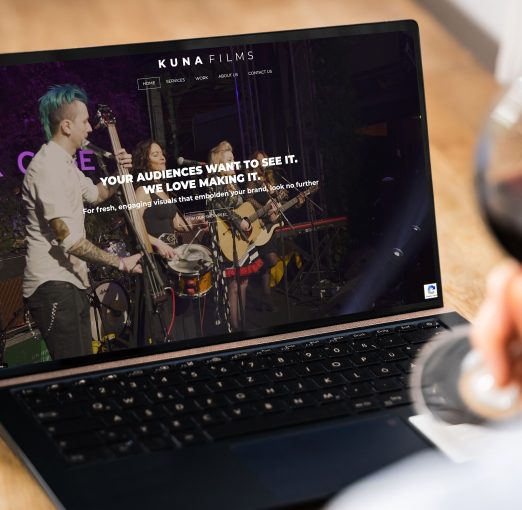 KUNA FILMS
HOME SERVICES WORK ABOUT US CONTACT US
YOUR AUDIENCES WANT TO SEE IT.
WE LOVE MAKING IT.
For fresh, engaging visuals that embolden your brand, look no further